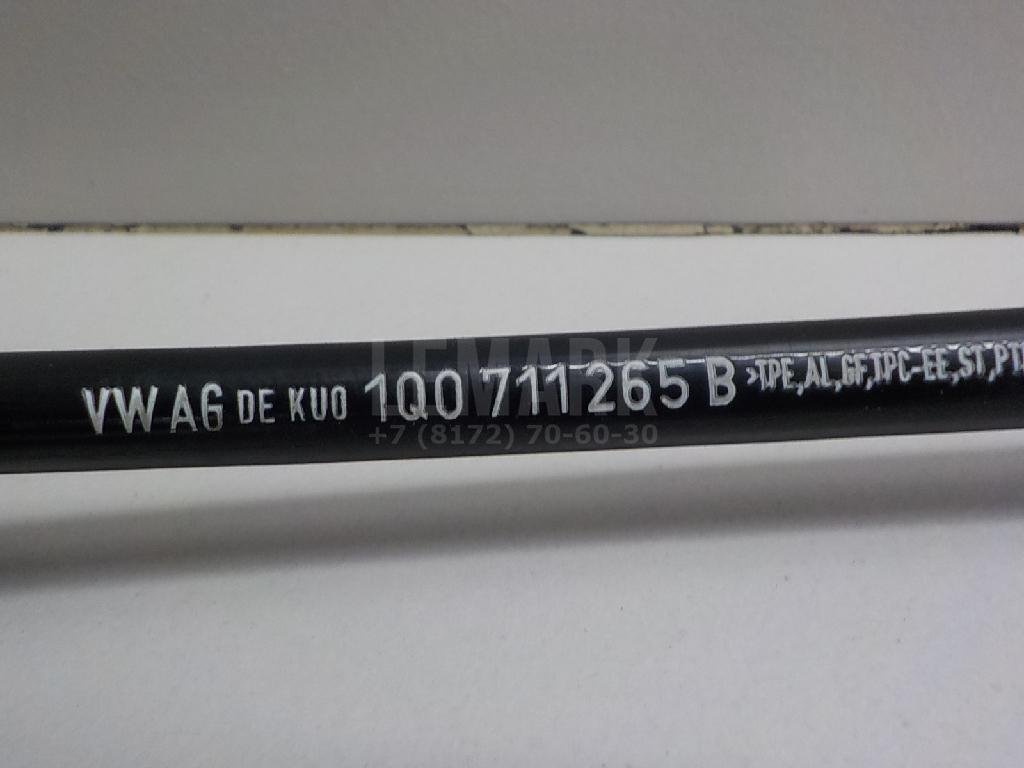 LEMARK
VW AG DE KUO 1Q0 711 265 B >TPE,AL,GF,TPC-EE,ST,PT
+7 (8172) 70-60-30